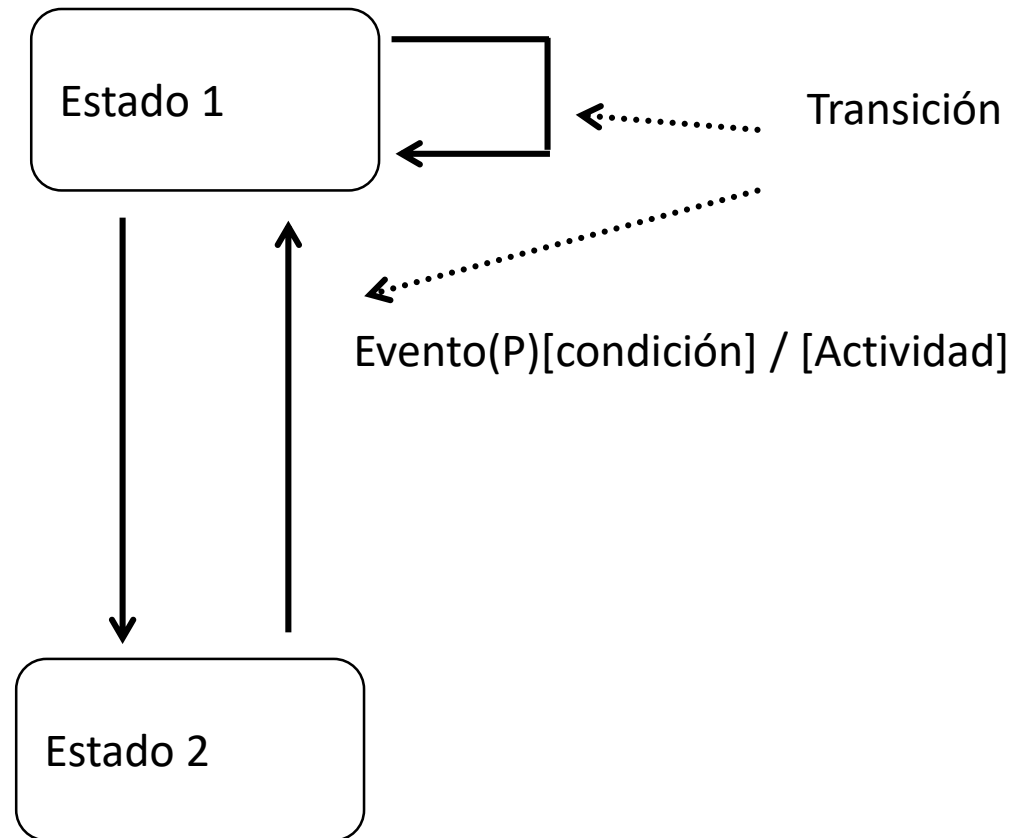 Estado 1
Transición
Evento(P)[condición] / [Actividad]
Estado 2